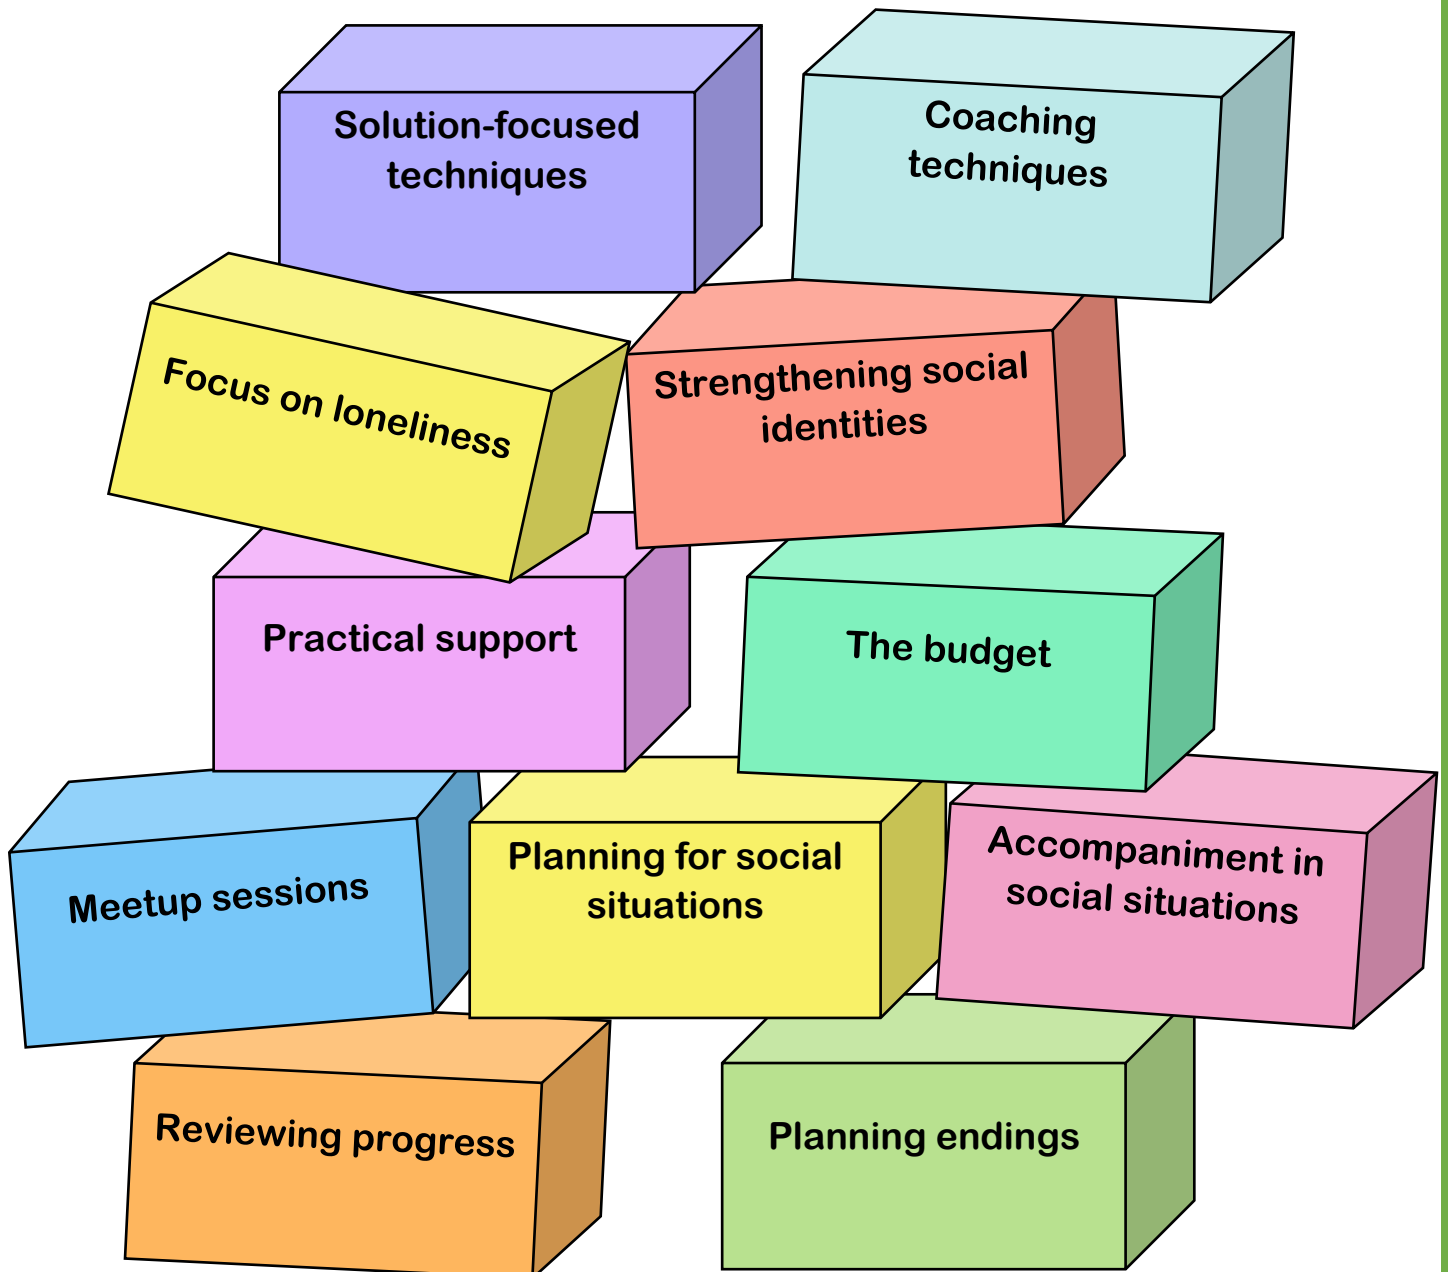 Solution-focused
techniques
Coaching
techniques
Focus on loneliness
Strengthening social
identities
Practical support
The budget
Meetup sessions
Planning for social
situations
Accompaniment in
social situations
Reviewing progress
Planning endings